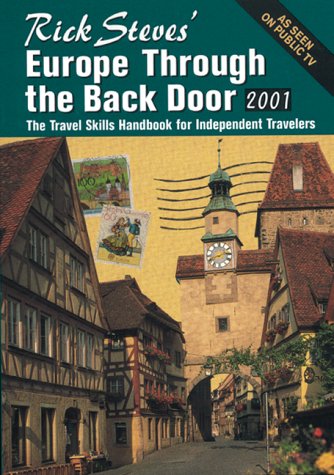 Rick Steves'
AS SEEN
ON PUBLIC TV
Europe Through
the Back Door 2001
The Travel Skills Handbook for Independent Travelers